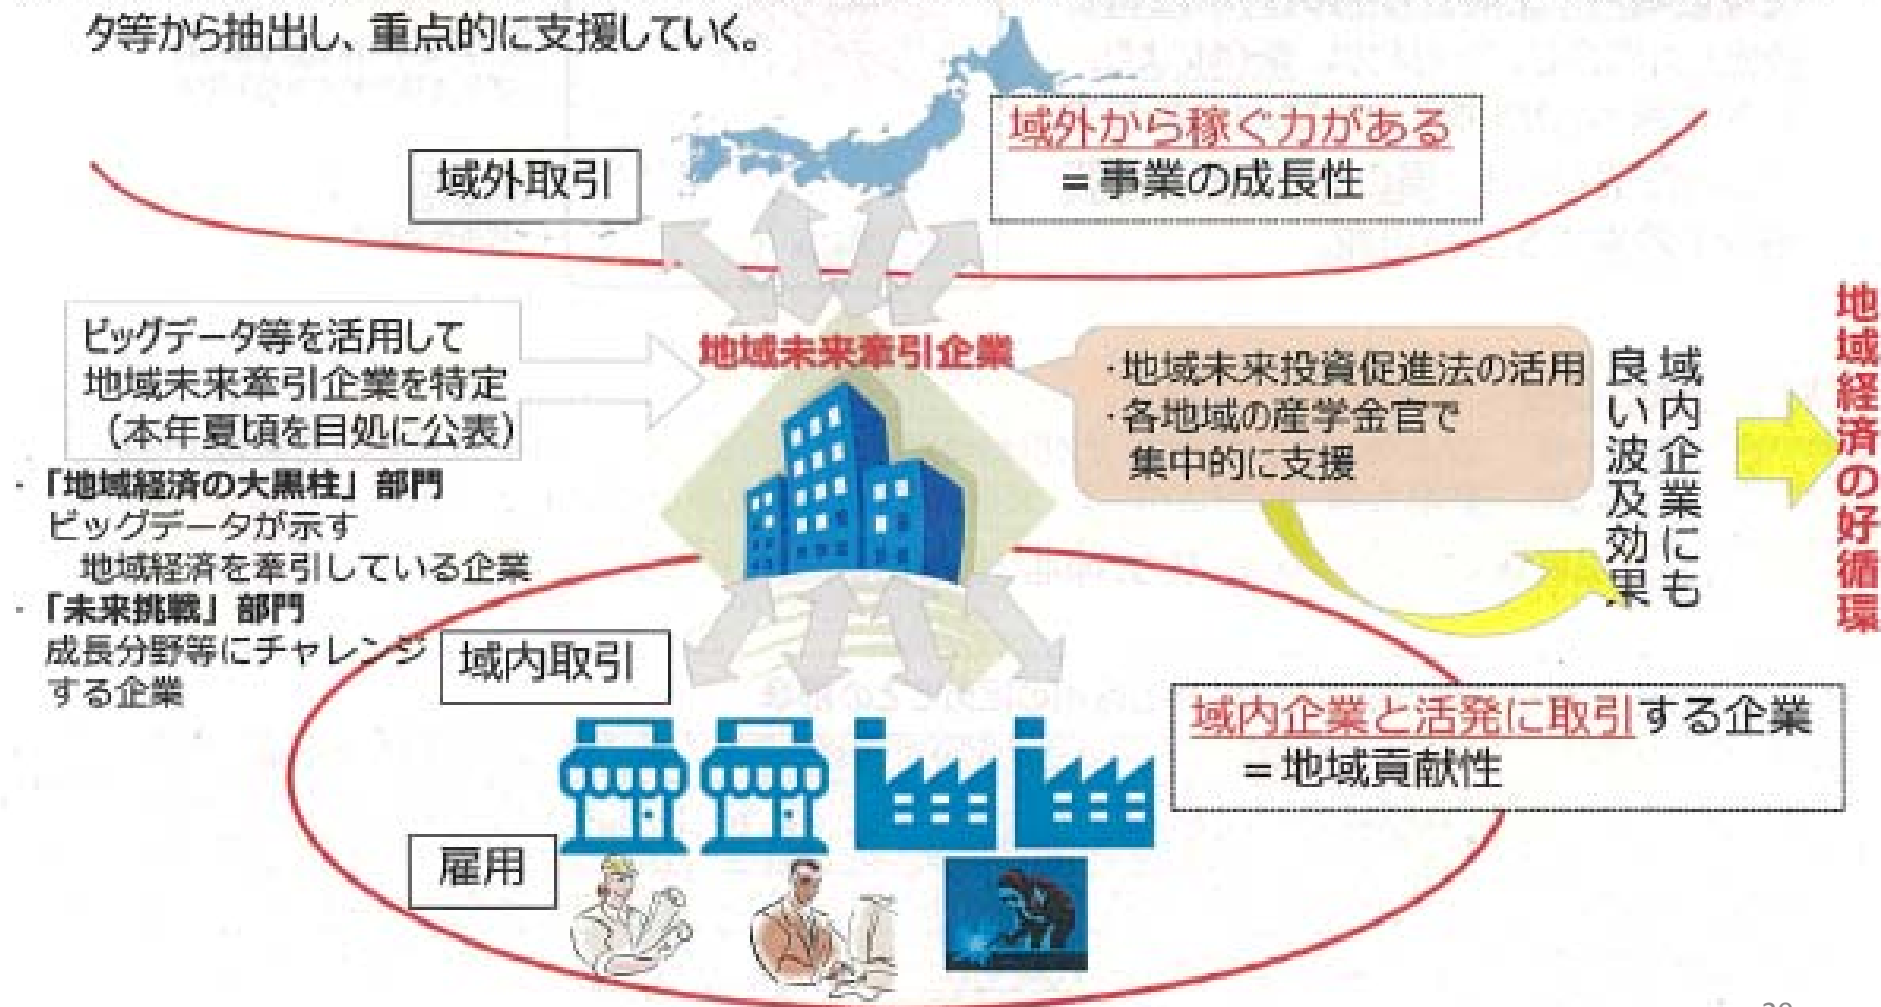 タ等から抽出し、重点的に支援していく。
域外から稼ぐ力がある
＝事業の成長性
域外取引
ビッグデータ等を活用して
地域未来牽引企業を特定
（本年夏頃を目処に公表）
地域未来牽引企業
・地域未来投資促進法の活用
・各地域の産学金官で
集中的に支援
域内企業にも
良い波及効果
地域経済の好循環
・「地域経済の大黒柱」部門
ビッグデータが示す
地域経済を牽引している企業
・「未来挑戦」部門
成長分野等にチャレンジ
する企業
域内取引
域内企業と活発に取引する企業
＝地域貢献性
雇用